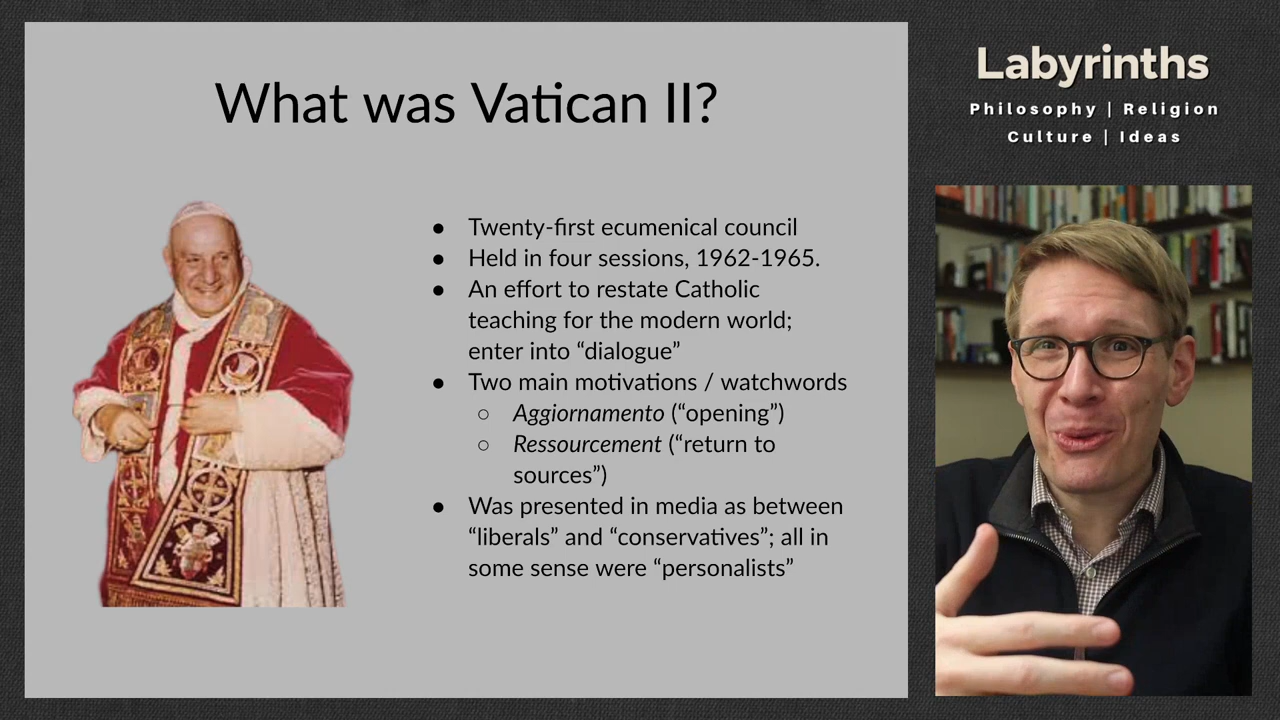 What was Vatican II?
● Twenty-first ecumenical council
● Held in four sessions, 1962-1965.
● An effort to restate Catholic
teaching for the modern world;
enter into “dialogue”
● Two main motivations / watchwords
○ Aggiornamento (“opening”)
○ Ressourcement (“return to
sources”)
● Was presented in media as between
“liberals” and “conservatives”; all in
some sense were “personalists”
Labyrinths
Philosophy | Religion
Culture | Ideas